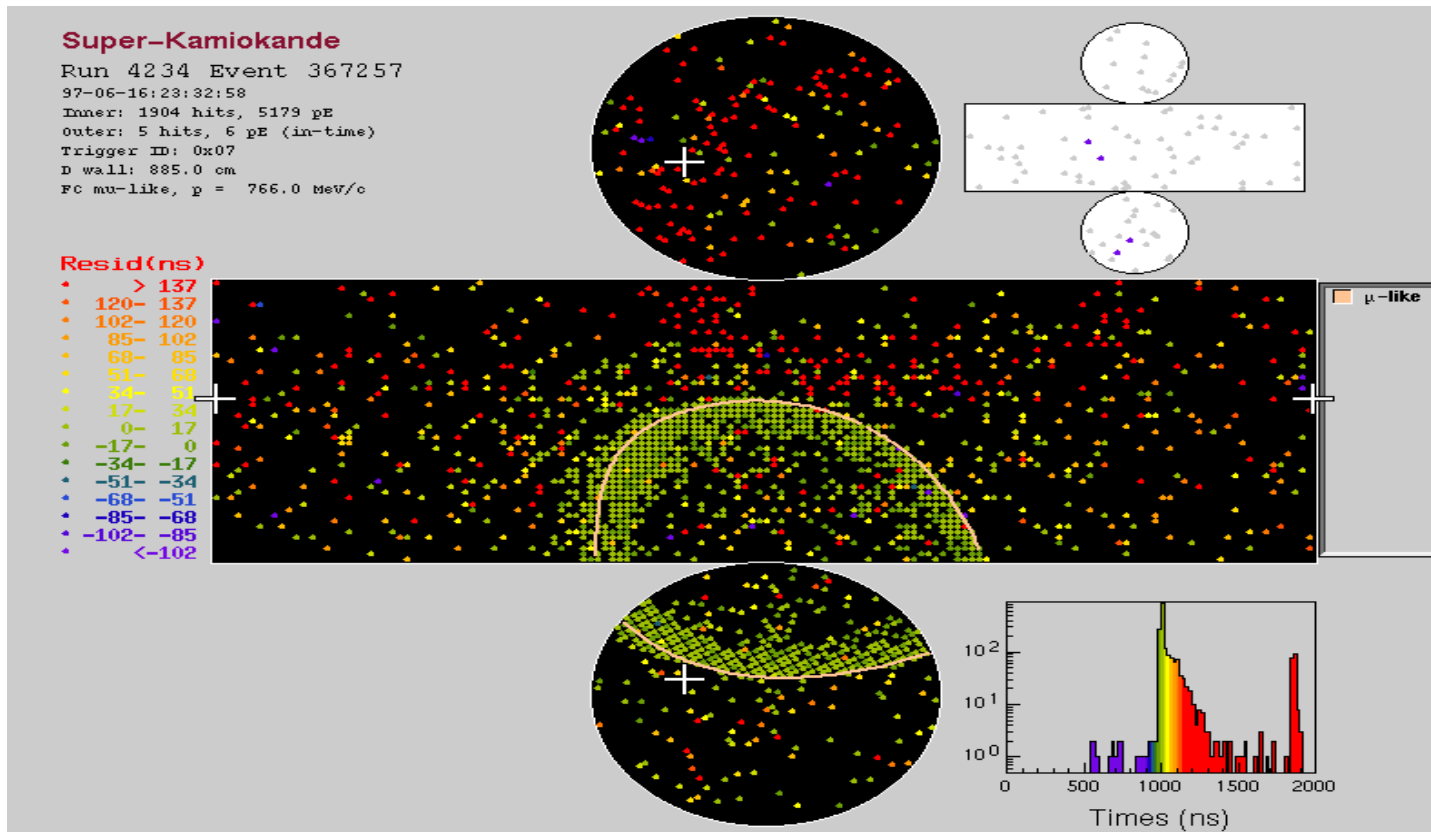 Super-Kamiokande
Run 4234 Event 367257
97-06-16:23:32:58
Inner: 1904 hits, 5179 pE
Outer: 5 hits, 6 pE (in-time)
Trigger ID: 0x07
D wall: 885.0 cm
FC mu-like, p = 766.0 MeV/c
Resid(ns)
> 137
120- 137
102- 120
85- 102
68- 85
51- 68
34- 51
17- 34
0- 17
-17- 0
-34- -17
-51- -34
-68- -51
-85- -68
-102- -85
<-102
μ-like
10²
10¹
10⁰
0 500 1000 1500 2000
Times (ns)